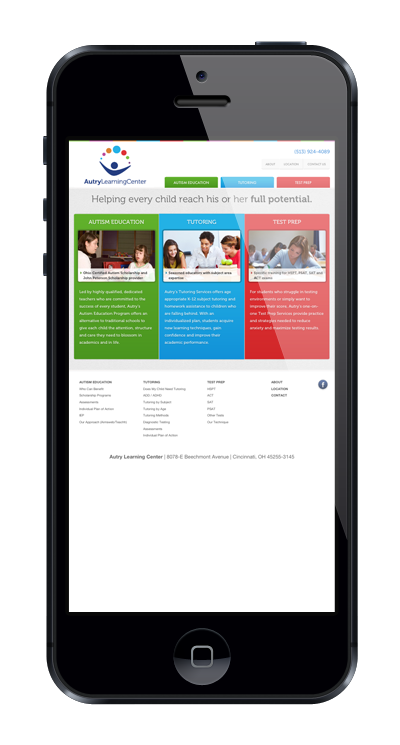 (513) 924-4089
ABOUT LOCATION CONTACT US
AutryLearningCenter
AUTISM EDUCATION TUTORING TEST PREP
Helping every child reach his or her full potential.
AUTISM EDUCATION
Ohio Certified Autism Scholarship and
John Peterson Scholarship provider
Led by highly qualified, dedicated
teachers who are committed to the
success of every student, Autry's
Autism Education Program offers an
alternative to traditional schools to
give each child the attention, structure
and care they need to blossom in
academics and in life.
TUTORING
Seasoned educators with subject area
expertise
Autry's Tutoring Services offers age
appropriate K-12 subject tutoring and
homework assistance to children who
are falling behind. With an
individualized plan, students acquire
new learning techniques, gain
confidence and improve their
academic performance.
TEST PREP
Specialty training for HSPT, PSAT, SAT and
ACT exams
For students who struggle in testing
environments or simply want to
improve their score, Autry's one-on-
one Test Prep Services provide practice
and strategies needed to reduce
anxiety and maximize testing results.
AUTISM EDUCATION
Who Can Benefit
Scholarship Programs
Assessments
Individual Plan of Action
IEP
Our Approach
TUTORING
Does My Child Need Tutoring
ADD / ADHD
Tutoring by Subject
Tutoring by Age
Tutoring Methods
Diagnostic Testing
Assessments
Individual Plan of Action
TEST PREP
HSPT
ACT
SAT
PSAT
Other Tests
Our Technique
ABOUT
LOCATION
CONTACT
f
Autry Learning Center | 8078-E Beechmont Avenue | Cincinnati, OH 45255-3145